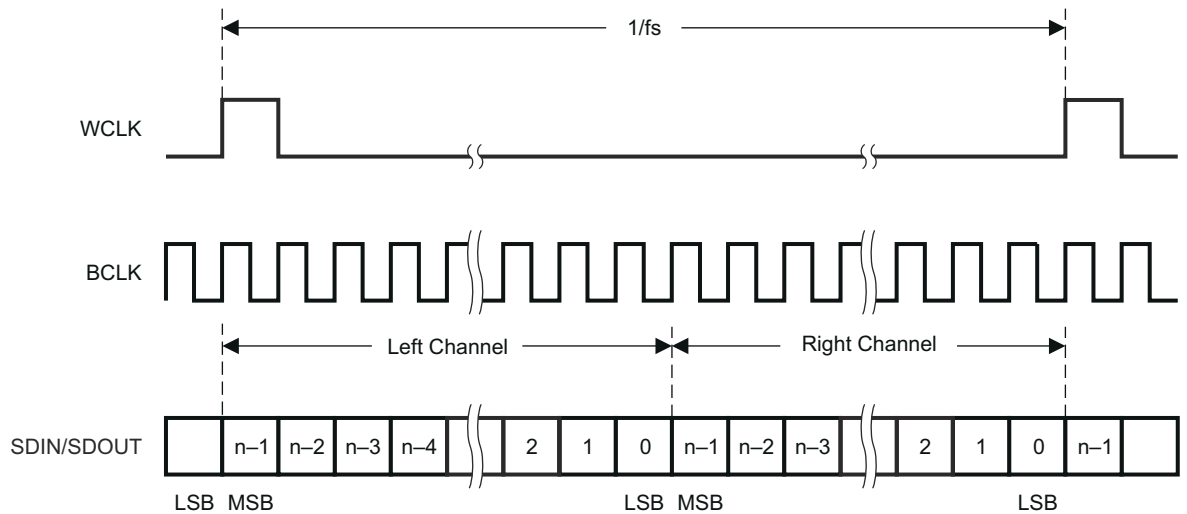 1/fs
WCLK
BCLK
Left Channel Right Channel
SDIN/SDOUT n–1 n–2 n–3 n–4 2 1 0 n–1 n–2 n–3 2 1 0 n–1
LSB MSB LSB MSB LSB